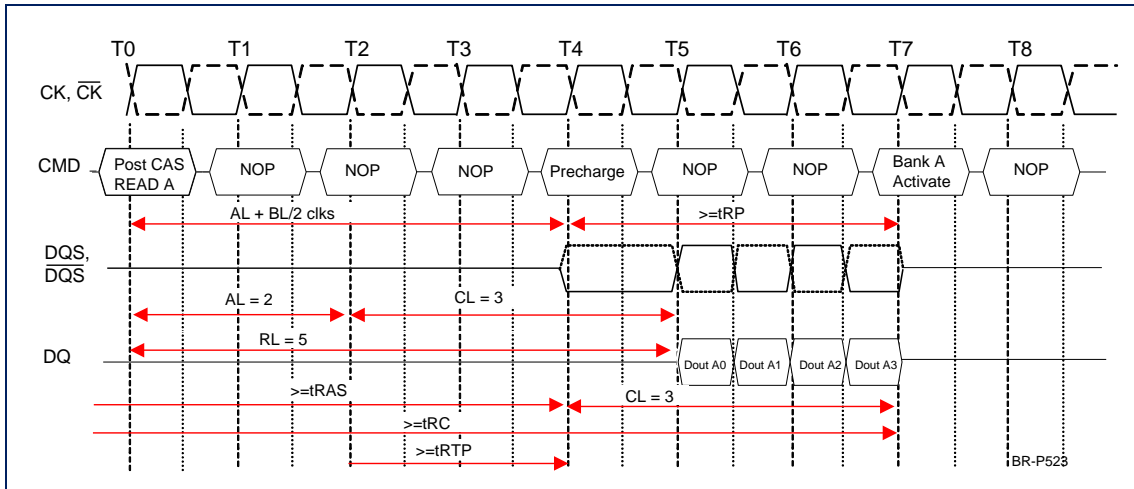 T0 T1 T2 T3 T4 T5 T6 T7 T8
CK, CK
CMD
Post CAS
READ A
NOP
NOP
NOP
Precharge
NOP
NOP
Bank A
Activate
NOP
AL + BL/2 clks
>=tRP
DQS,
DQS
AL = 2
CL = 3
RL = 5
DQ
Dout A0
Dout A1
Dout A2
Dout A3
>=tRAS
CL = 3
>=tRC
>=tRTP
BR-P523